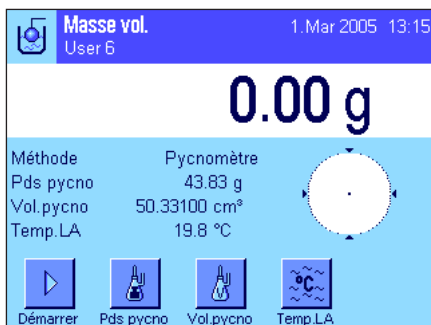 Masse vol. 1.Mar 2005 13:15
User 6
0.00 g
Méthode Pycnomètre
Pds pycno 43.83 g
Vol.pycno 50.33100 cm³
Temp.LA 19.8 °C
°C
Démarrer Pds pycno Vol.pycno Temp.LA